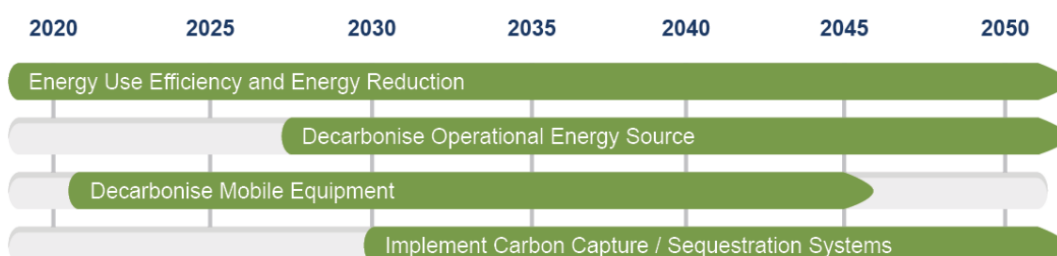 2020 2025 2030 2035 2040 2045 2050
Energy Use Efficiency and Energy Reduction
Decarbonise Operational Energy Source
Decarbonise Mobile Equipment
Implement Carbon Capture / Sequestration Systems